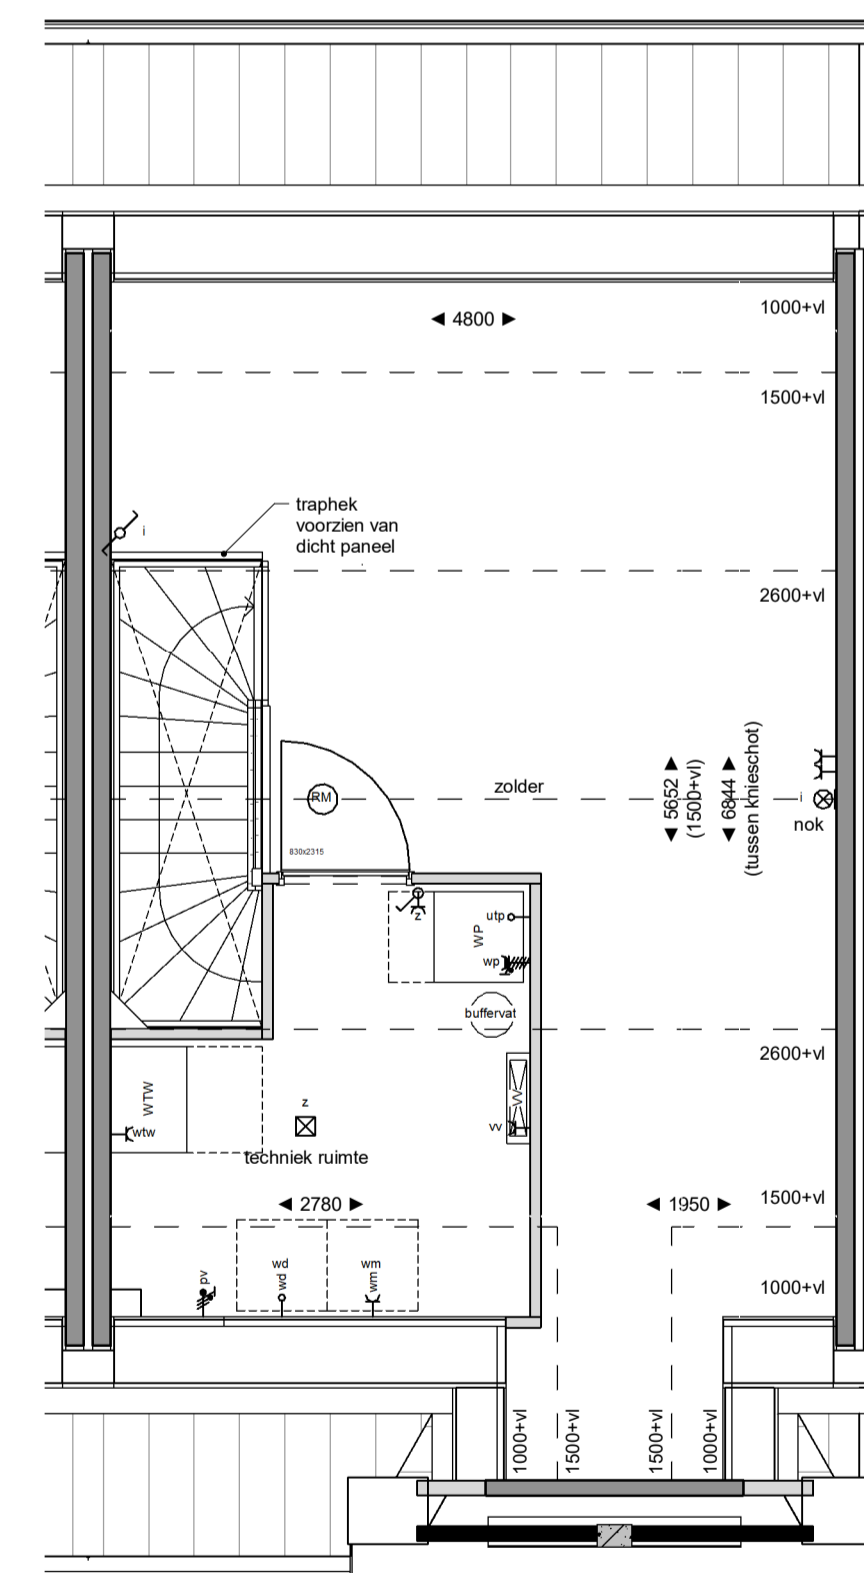 1000+vl
◄ 4800 ►
1500+vl
traphek
voorzien van
dicht paneel
i
2600+vl
zolder
RM
◄ 5652 ►
(1500+vl)
◄ 6844 ►
(tussen knieschot)
i
nok
830x2315
z
utp
WP
wp
buffervat
2600+vl
WTW
wtw
z
VV
vv
techniek ruimte
◄ 2780 ►
◄ 1950 ►
1500+vl
pv
wd
wd
wm
wm
1000+vl
1000+vl
1500+vl
1500+vl
1000+vl